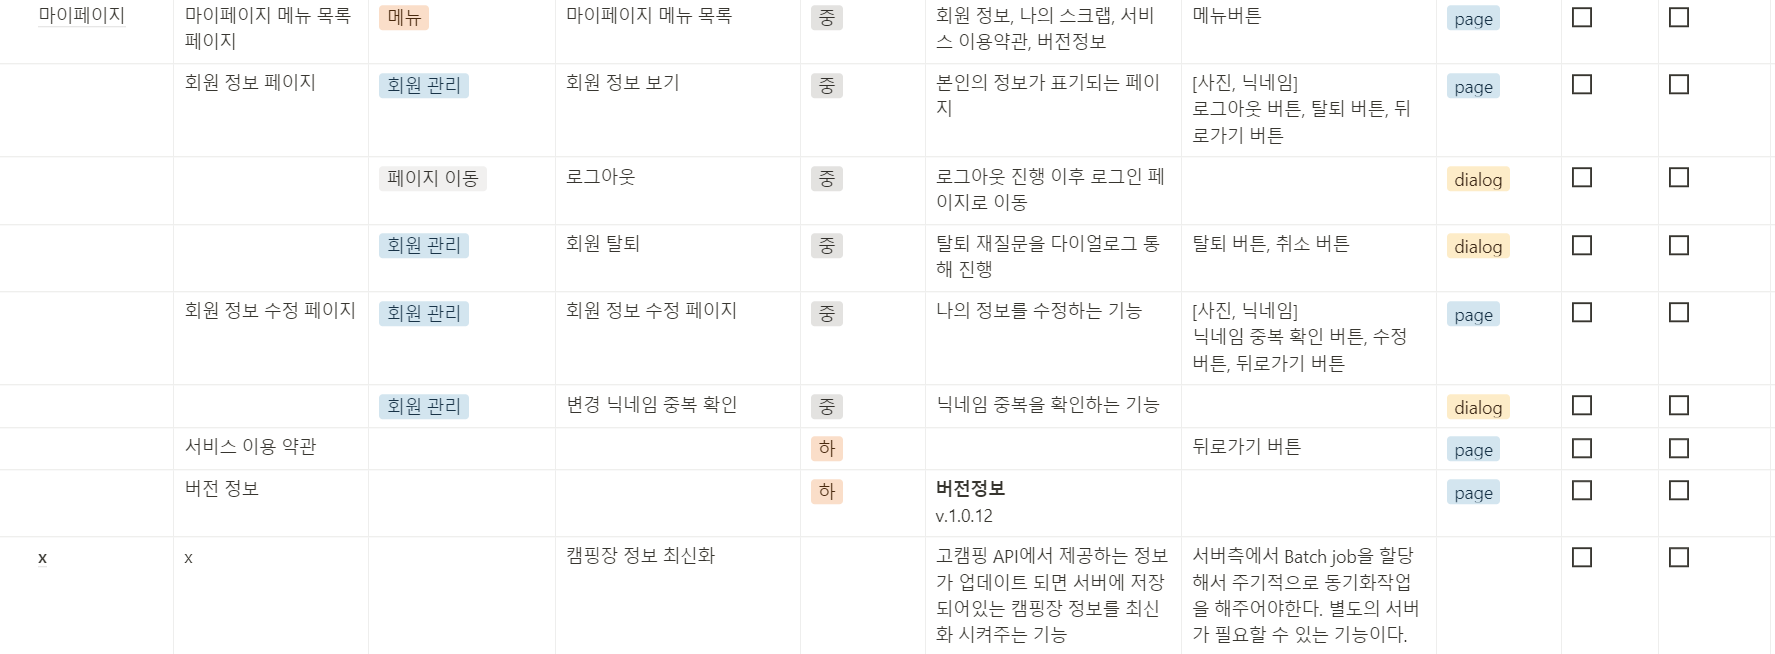 마이페이지
마이페이지 메뉴 목록
페이지
메뉴
마이페이지 메뉴 목록
중
회원 정보, 나의 스크랩, 서비
스 이용약관, 버전정보
메뉴버튼
page
회원 정보 페이지
회원 관리
회원 정보 보기
중
본인의 정보가 표기되는 페이
지
[사진, 닉네임]
로그아웃 버튼, 탈퇴 버튼, 뒤
로가기 버튼
page
페이지 이동
로그아웃
중
로그아웃 진행 이후 로그인 페
이지로 이동
dialog
회원 관리
회원 탈퇴
중
탈퇴 재질문을 다이얼로그 통
해 진행
탈퇴 버튼, 취소 버튼
dialog
회원 정보 수정 페이지
회원 관리
회원 정보 수정 페이지
중
나의 정보를 수정하는 기능
[사진, 닉네임]
닉네임 중복 확인 버튼, 수정
버튼, 뒤로가기 버튼
page
회원 관리
변경 닉네임 중복 확인
중
닉네임 중복을 확인하는 기능
dialog
서비스 이용 약관
하
뒤로가기 버튼
page
버전 정보
하
버전정보
v.1.0.12
page
x
x
캠핑장 정보 최신화
고캠핑 API에서 제공하는 정보
가 업데이트 되면 서버에 저장
되어있는 캠핑장 정보를 최신
화 시켜주는 기능
서버측에서 Batch job을 할당
해서 주기적으로 동기화작업
을 해주어야한다. 별도의 서버
가 필요할 수 있는 기능이다.